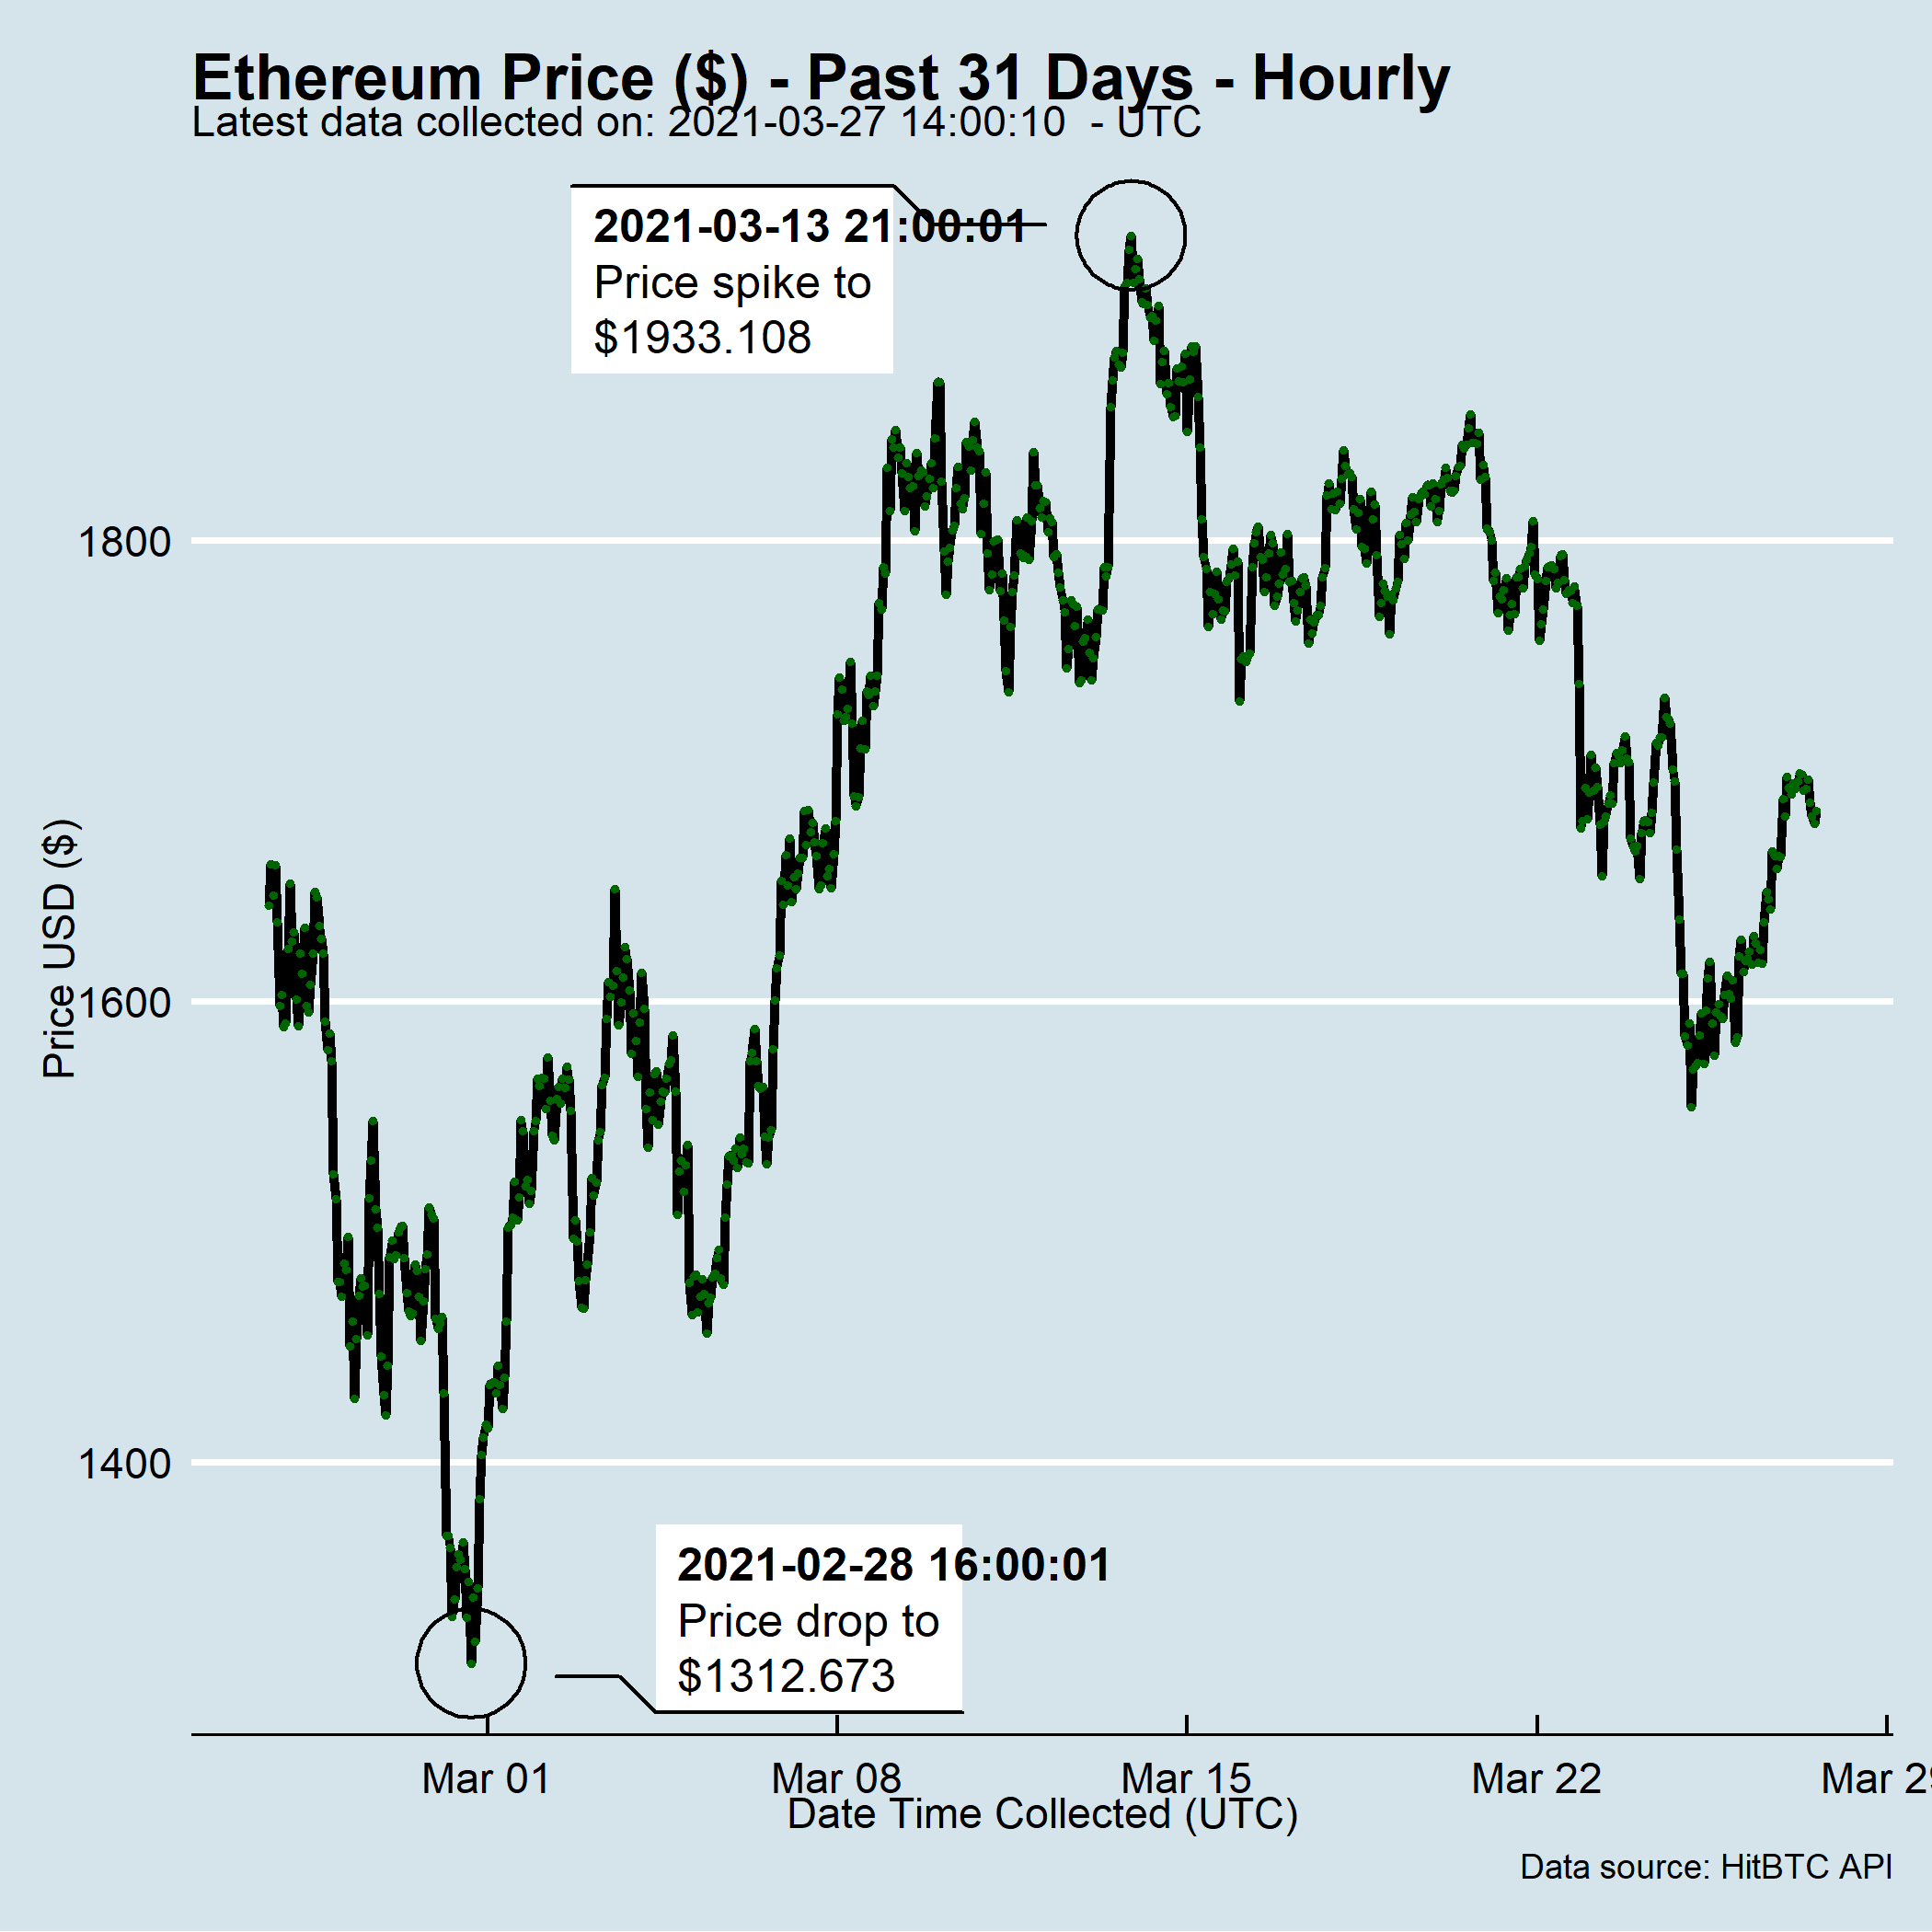 Ethereum Price ($) - Past 31 Days - Hourly
Latest data collected on: 2021-03-27 14:00:10  - UTC
2021-03-13 21:00:01
Price spike to
$1933.108
1800
1600
1400
Price USD ($)
2021-02-28 16:00:01
Price drop to
$1312.673
Mar 01
Mar 08
Mar 15
Mar 22
Mar 29
Date Time Collected (UTC)
Data source: HitBTC API